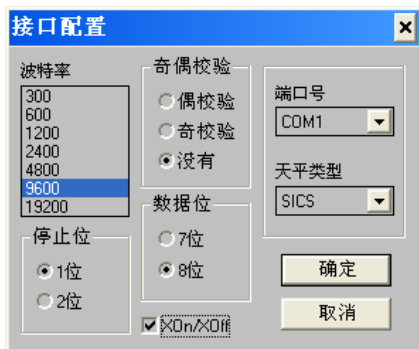 接口配置
波特率
300
600
1200
2400
4800
9600
19200
停止位
1位
2位
奇偶校验
偶校验
奇校验
没有
数据位
7位
8位
XOn/XOff
端口号
COM1
天平类型
SICS
确定
取消